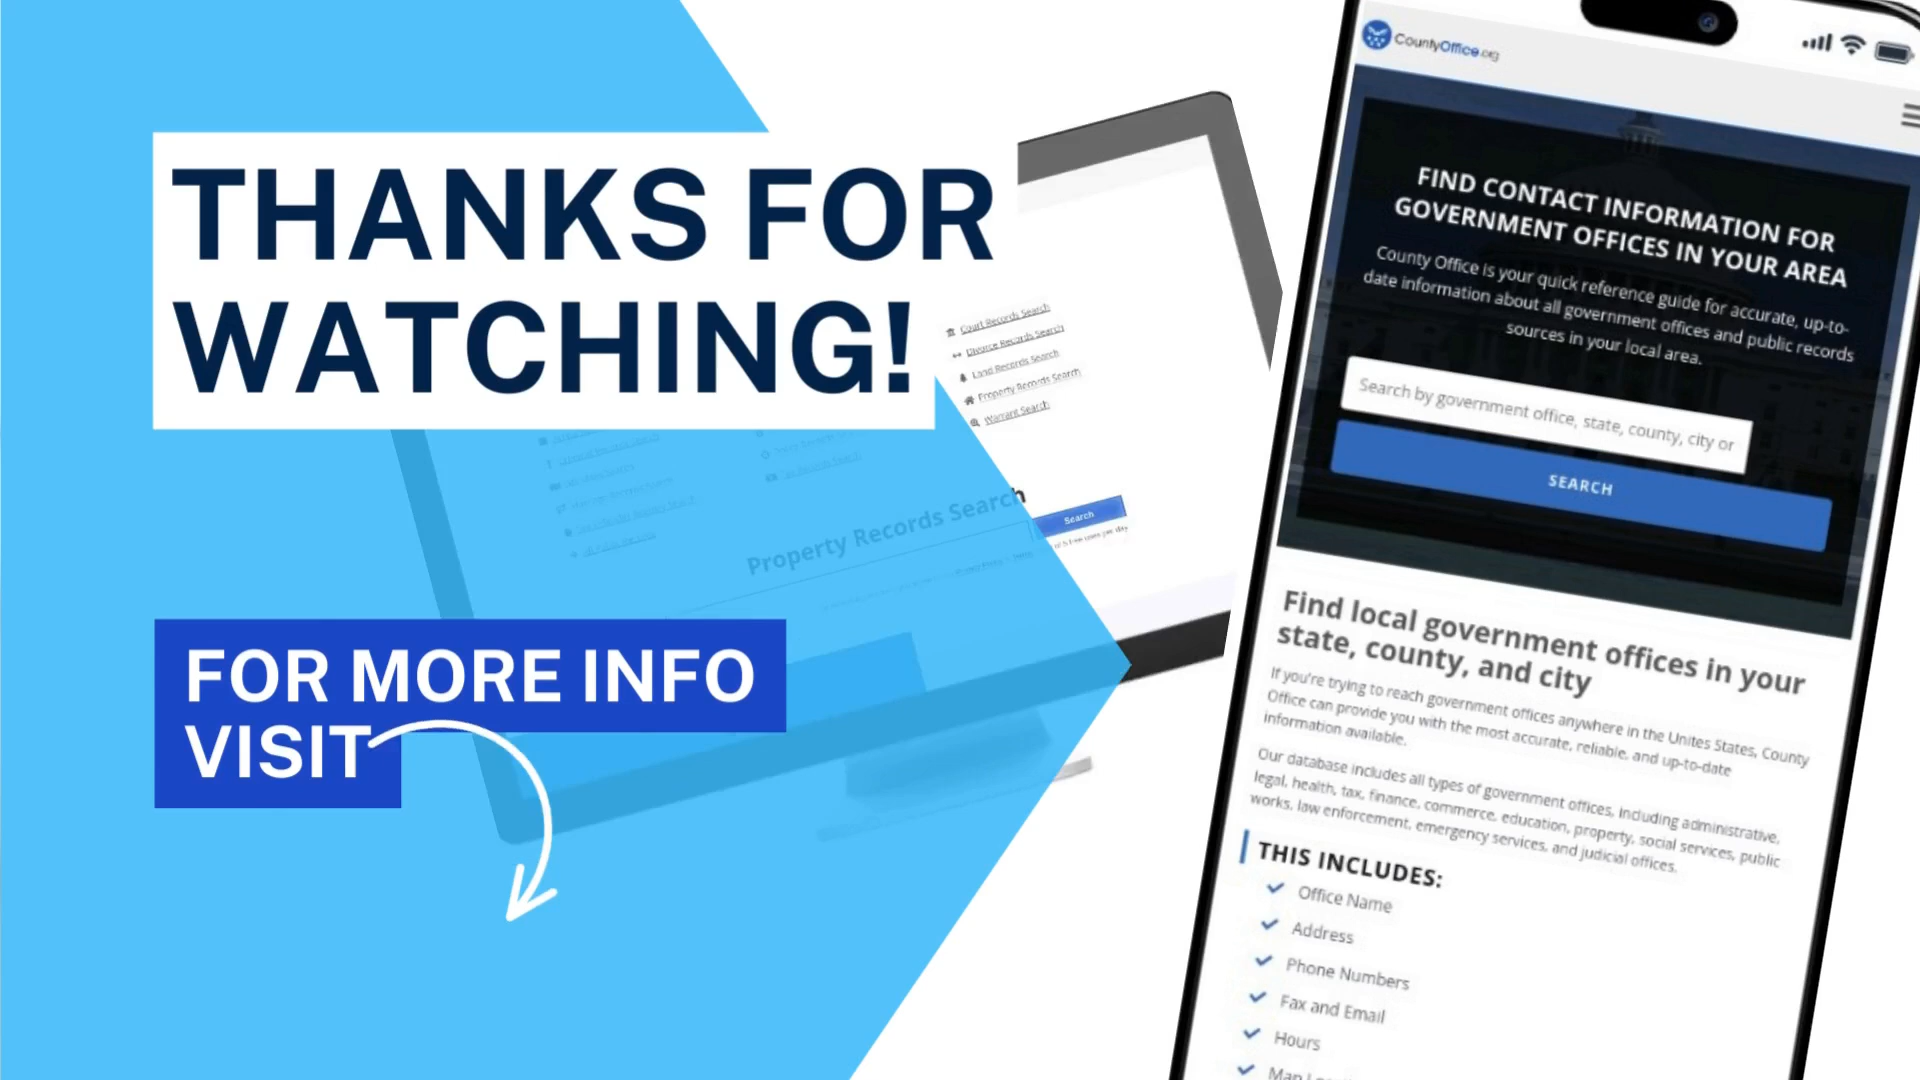 THANKS FOR
WATCHING!
FOR MORE INFO
VISIT
Court Records Search
Divorce Records Search
Land Records Search
Property Records Search
Warrant Search
Property Records Search
Search
CountyOffice.org
FIND CONTACT INFORMATION FOR
GOVERNMENT OFFICES IN YOUR AREA
County Office is your quick reference guide for accurate, up-to-
date information about all government offices and public records
sources in your local area.
Search by government office, state, county, city or
SEARCH
Find local government offices in your
state, county, and city
If you're trying to reach government offices anywhere in the Unites States, County
Office can provide you with the most accurate, reliable, and up-to-date
information available.
Our database includes all types of government offices, including administrative,
legal, health, tax, finance, commerce, education, property, social services, public
works, law enforcement, emergency services, and judicial offices.
THIS INCLUDES:
Office Name
Address
Phone Numbers
Fax and Email
Hours